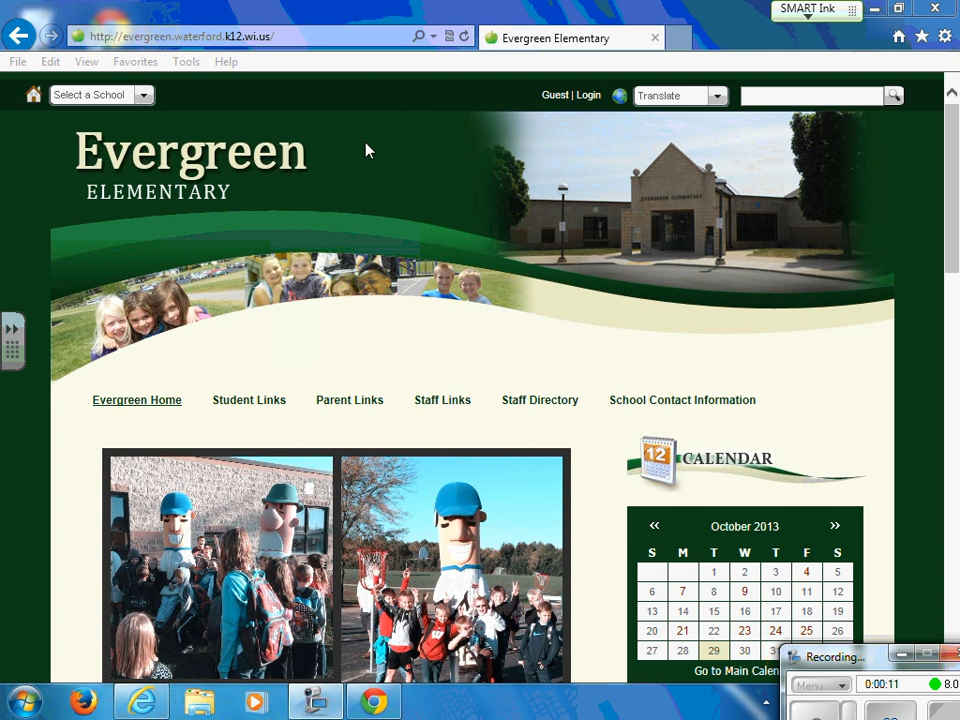 SMART Ink
http://evergreen.waterford.k12.wi.us/
Evergreen Elementary
File Edit View Favorites Tools Help
Select a School
Guest | Login
Translate
Evergreen
ELEMENTARY
EVERGREEN ELEMENTARY
Evergreen Home Student Links Parent Links Staff Links Staff Directory School Contact Information
12
CALENDAR
« October 2013 »
S M T W T F S
1 2 3 4 5
6 7 8 9 10 11 12
13 14 15 16 17 18 19
20 21 22 23 24 25 26
27 28 29 30 31
Go to Main Calen
Recording...
Menu
0:00:11
8.0